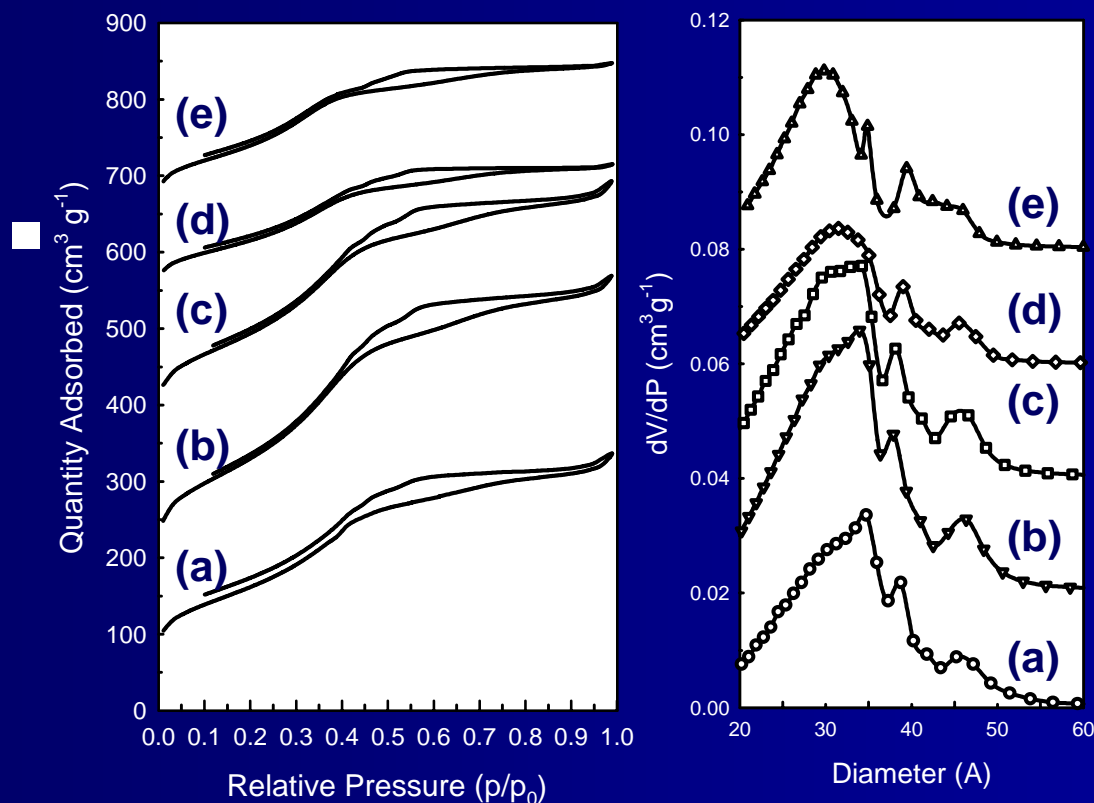 900
800
700
600
500
400
300
200
100
0
Quantity Adsorbed (cm³ g⁻¹)
(e)
(d)
(c)
(b)
(a)
0.0 0.1 0.2 0.3 0.4 0.5 0.6 0.7 0.8 0.9 1.0
Relative Pressure (p/p₀)
0.12
0.10
0.08
0.06
0.04
0.02
0.00
dV/dP (cm³g⁻¹)
(e)
(d)
(c)
(b)
(a)
20 30 40 50 60
Diameter (A)